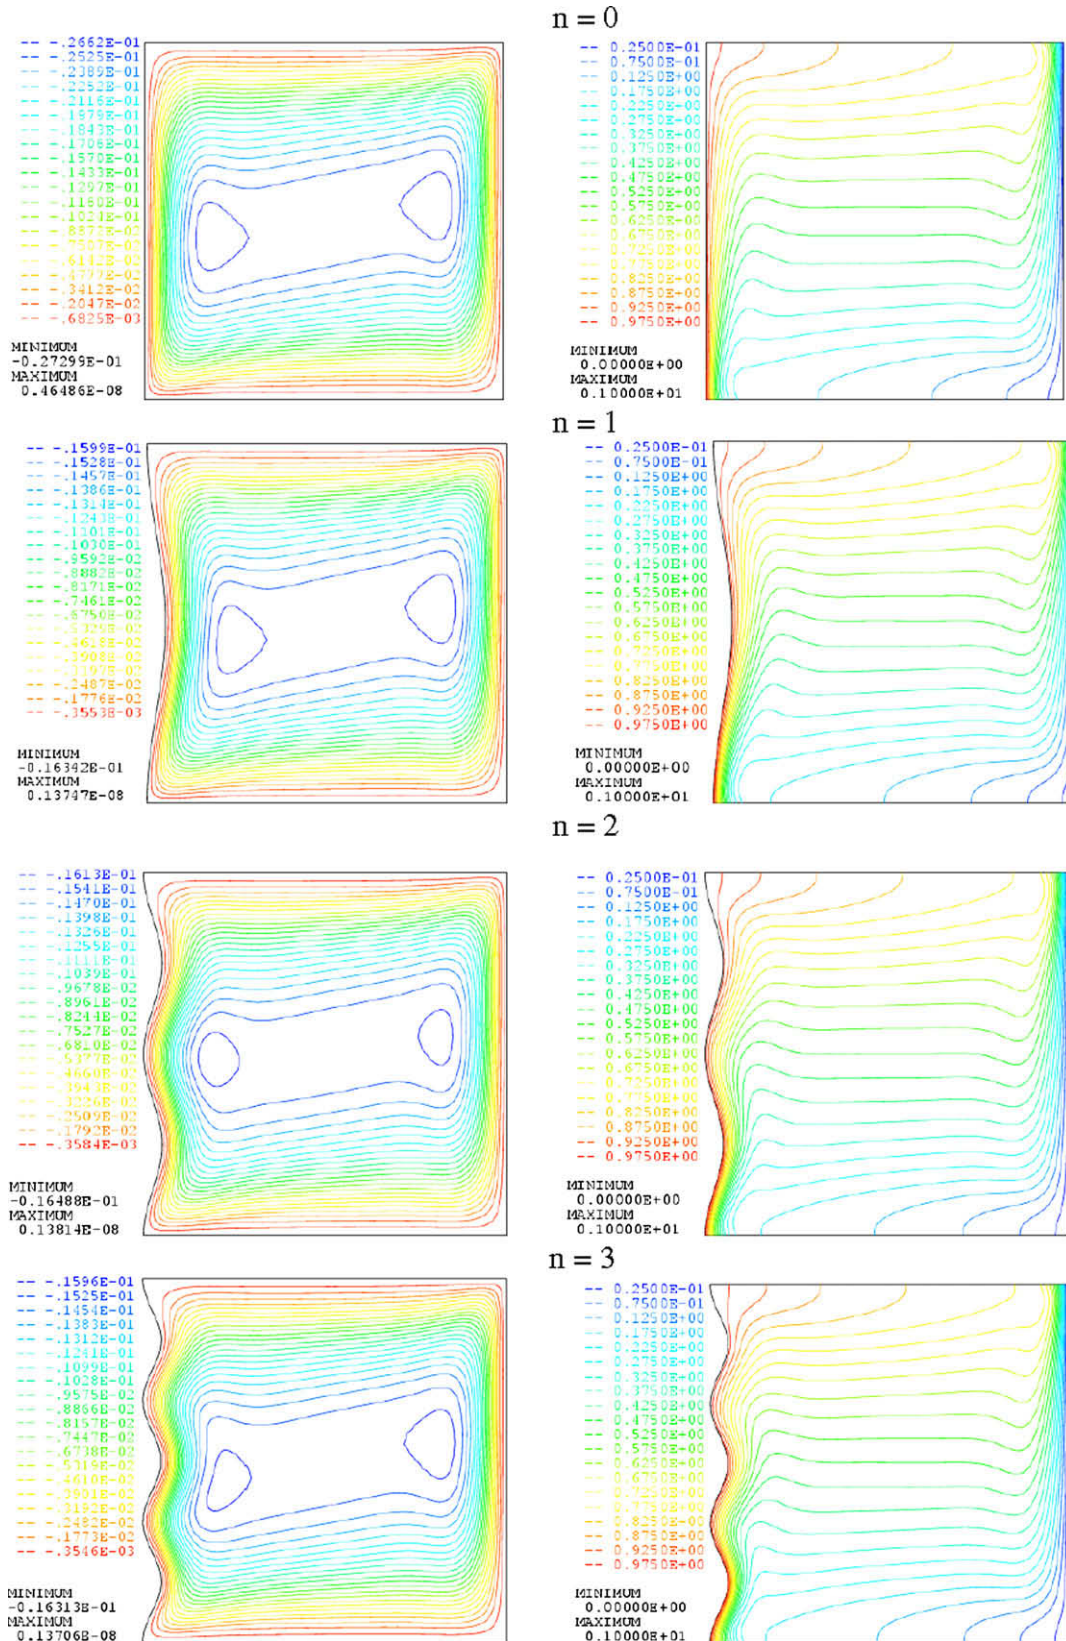 n = 0
-- -.2662E-01
-- -.2525E-01
-- -.2389E-01
-- -.2252E-01
-- -.2116E-01
-- -.1979E-01
-- -.1843E-01
-- -.1706E-01
-- -.1570E-01
-- -.1433E-01
-- -.1297E-01
-- -.1160E-01
-- -.1024E-01
-- -.8872E-02
-- -.7507E-02
-- -.6142E-02
-- -.4777E-02
-- -.3412E-02
-- -.2047E-02
-- -.6825E-03
MINIMUM
-0.27299E-01
MAXIMUM
0.46486E-08
-- 0.2500E-01
-- 0.7500E-01
-- 0.1250E+00
-- 0.1750E+00
-- 0.2250E+00
-- 0.2750E+00
-- 0.3250E+00
-- 0.3750E+00
-- 0.4250E+00
-- 0.4750E+00
-- 0.5250E+00
-- 0.5750E+00
-- 0.6250E+00
-- 0.6750E+00
-- 0.7250E+00
-- 0.7750E+00
-- 0.8250E+00
-- 0.8750E+00
-- 0.9250E+00
-- 0.9750E+00
MINIMUM
0.00000E+00
MAXIMUM
0.10000E+01
n = 1
-- -.1599E-01
-- -.1528E-01
-- -.1457E-01
-- -.1386E-01
-- -.1314E-01
-- -.1243E-01
-- -.1101E-01
-- -.1030E-01
-- -.9592E-02
-- -.8882E-02
-- -.8171E-02
-- -.7461E-02
-- -.6750E-02
-- -.5329E-02
-- -.4618E-02
-- -.3908E-02
-- -.3197E-02
-- -.2487E-02
-- -.1776E-02
-- -.3553E-03
MINIMUM
-0.16342E-01
MAXIMUM
0.13747E-08
-- 0.2500E-01
-- 0.7500E-01
-- 0.1250E+00
-- 0.1750E+00
-- 0.2250E+00
-- 0.2750E+00
-- 0.3250E+00
-- 0.3750E+00
-- 0.4250E+00
-- 0.4750E+00
-- 0.5250E+00
-- 0.5750E+00
-- 0.6250E+00
-- 0.6750E+00
-- 0.7250E+00
-- 0.7750E+00
-- 0.8250E+00
-- 0.8750E+00
-- 0.9250E+00
-- 0.9750E+00
MINIMUM
0.00000E+00
MAXIMUM
0.10000E+01
n = 2
-- -.1613E-01
-- -.1541E-01
-- -.1470E-01
-- -.1398E-01
-- -.1326E-01
-- -.1255E-01
-- -.1111E-01
-- -.1039E-01
-- -.9678E-02
-- -.8961E-02
-- -.8244E-02
-- -.7527E-02
-- -.6810E-02
-- -.5377E-02
-- -.4660E-02
-- -.3943E-02
-- -.3226E-02
-- -.2509E-02
-- -.1792E-02
-- -.3584E-03
MINIMUM
-0.16488E-01
MAXIMUM
0.13814E-08
-- 0.2500E-01
-- 0.7500E-01
-- 0.1250E+00
-- 0.1750E+00
-- 0.2250E+00
-- 0.2750E+00
-- 0.3250E+00
-- 0.3750E+00
-- 0.4250E+00
-- 0.4750E+00
-- 0.5250E+00
-- 0.5750E+00
-- 0.6250E+00
-- 0.6750E+00
-- 0.7250E+00
-- 0.7750E+00
-- 0.8250E+00
-- 0.8750E+00
-- 0.9250E+00
-- 0.9750E+00
MINIMUM
0.00000E+00
MAXIMUM
0.10000E+01
n = 3
-- -.1596E-01
-- -.1525E-01
-- -.1454E-01
-- -.1383E-01
-- -.1312E-01
-- -.1241E-01
-- -.1099E-01
-- -.1028E-01
-- -.9575E-02
-- -.8866E-02
-- -.8157E-02
-- -.7447E-02
-- -.6738E-02
-- -.5319E-02
-- -.4610E-02
-- -.3901E-02
-- -.3192E-02
-- -.2482E-02
-- -.1773E-02
-- -.3546E-03
MINIMUM
-0.16313E-01
MAXIMUM
0.13706E-08
-- 0.2500E-01
-- 0.7500E-01
-- 0.1250E+00
-- 0.1750E+00
-- 0.2250E+00
-- 0.2750E+00
-- 0.3250E+00
-- 0.3750E+00
-- 0.4250E+00
-- 0.4750E+00
-- 0.5250E+00
-- 0.5750E+00
-- 0.6250E+00
-- 0.6750E+00
-- 0.7250E+00
-- 0.7750E+00
-- 0.8250E+00
-- 0.8750E+00
-- 0.9250E+00
-- 0.9750E+00
MINIMUM
0.00000E+00
MAXIMUM
0.10000E+01